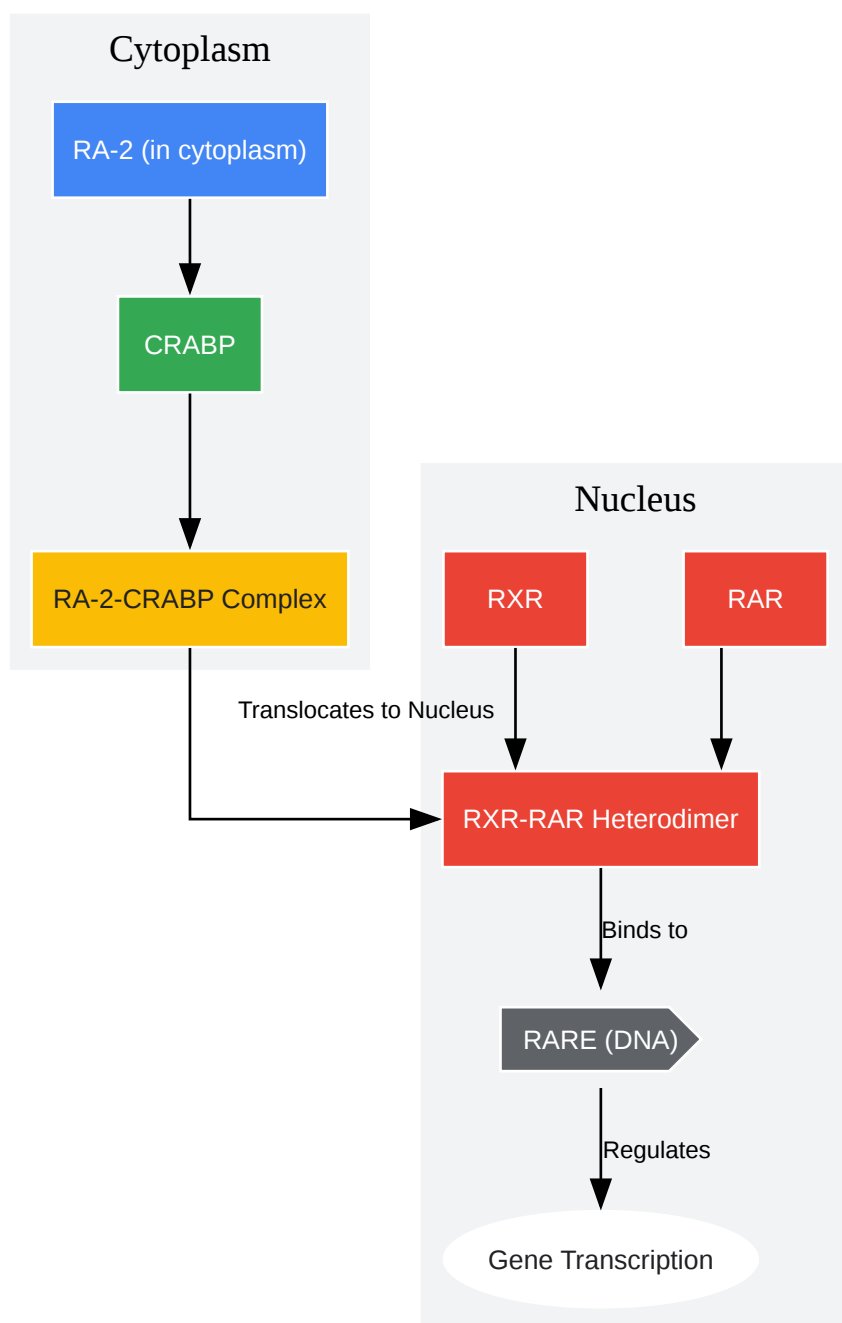 Cytoplasm
RA-2 (in cytoplasm)
CRABP
RA-2-CRABP Complex
Translocates to Nucleus
Nucleus
RXR
RAR
RXR-RAR Heterodimer
Binds to
RARE (DNA)
Regulates
Gene Transcription